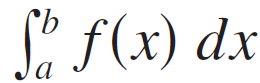 ∫ₐᵇ f(x) dx